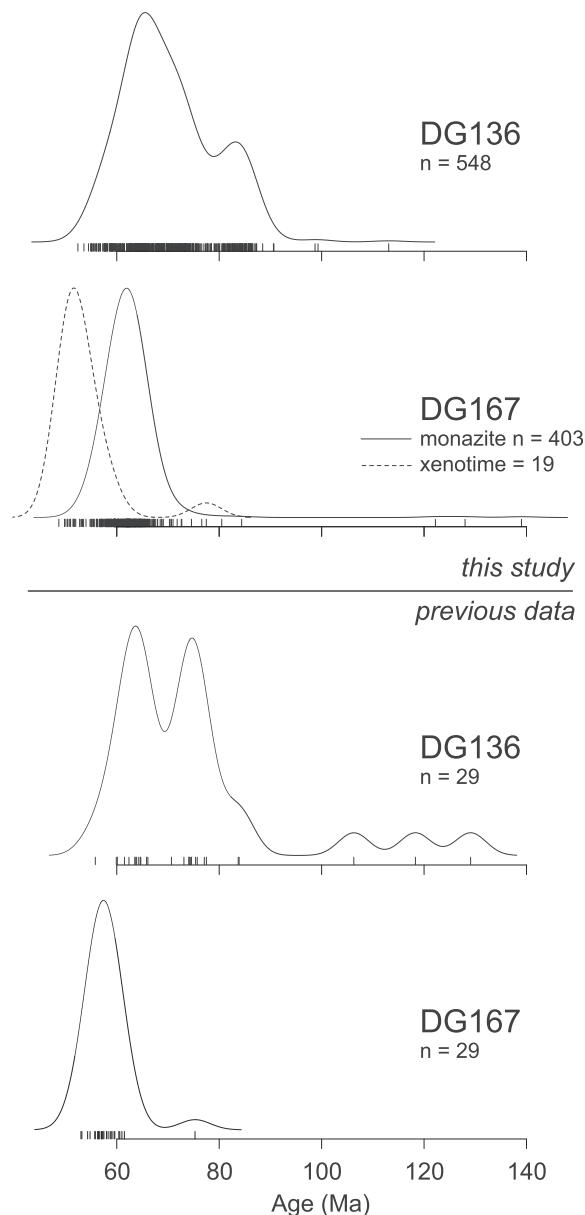 DG136
n = 548
DG167
monazite n = 403
xenotime = 19
this study
previous data
DG136
n = 29
DG167
n = 29
60 80 100 120 140
Age (Ma)